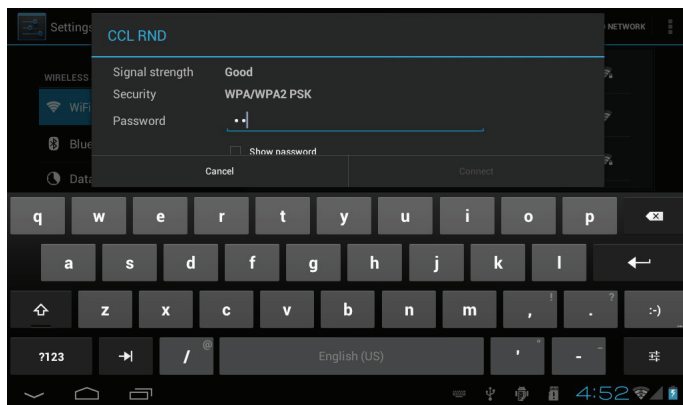 Settings
NETWORK
CCL RND
WIRELESS
Signal strength Good
Security WPA/WPA2 PSK
Password
Show password
WiFi
Blue
Data
Cancel Connect
q w e r t y u i o p
a s d f g h j k l
z x c v b n m , ! . ? :-)
?123 / @ English (US) ' " - _
4:52